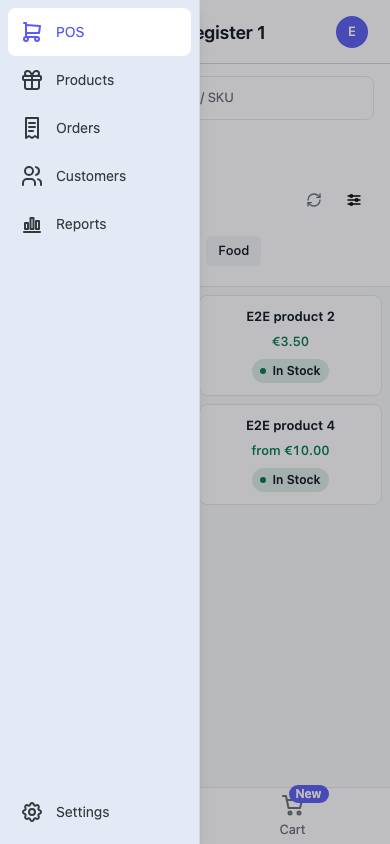 POS
Products
Orders
Customers
Reports
Settings
egister 1
E
/ SKU
Food
E2E product 2
€3.50
In Stock
E2E product 4
from €10.00
In Stock
New
Cart